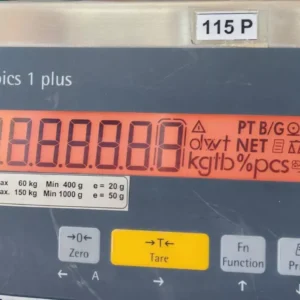 115 P
pics 1 plus
8888888
PT B/G
dwt NET
kgtb%pcs
ax. 60 kg Min 400 g e = 20 g
ax. 150 kg Min 1000 g e = 50 g
→0←
Zero
→T←
Tare
Fn
Function
← A → ↑